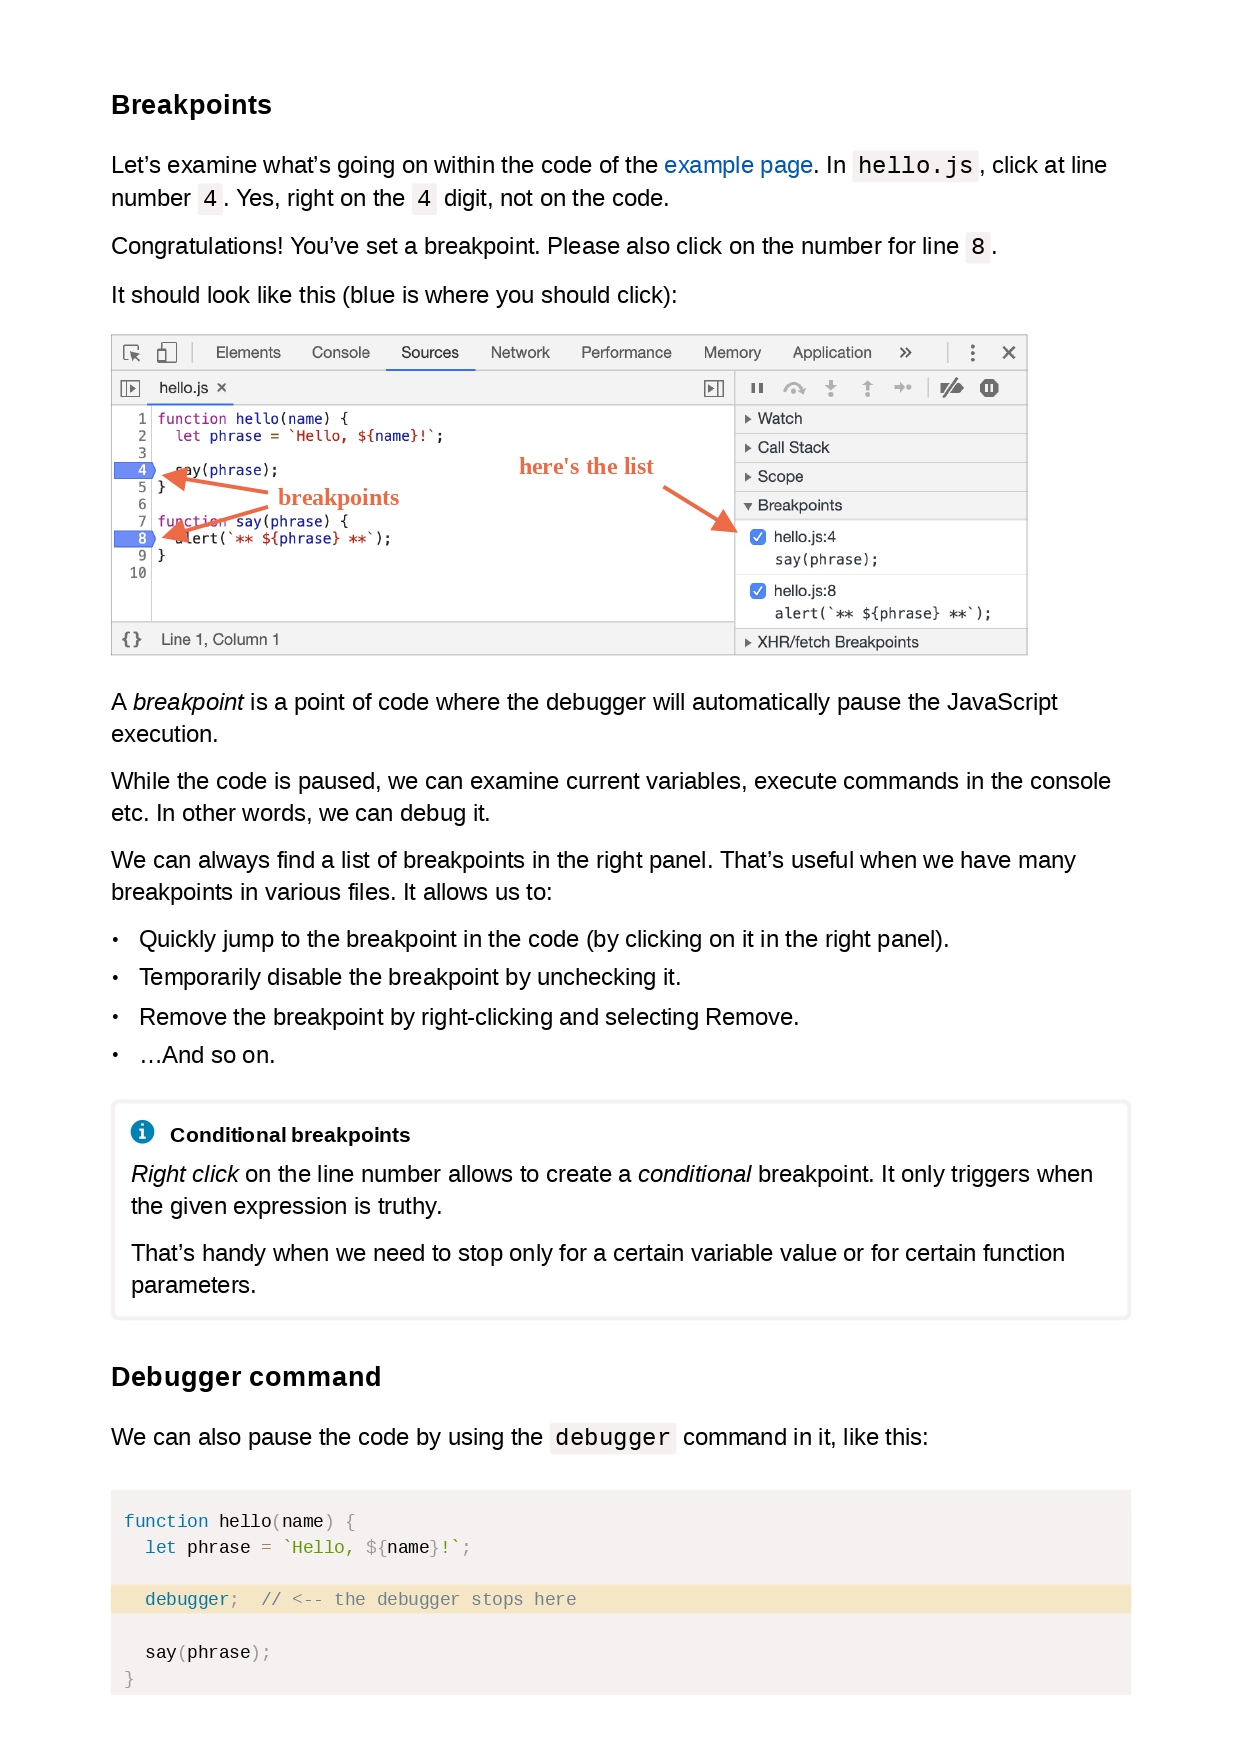 Breakpoints
Let’s examine what’s going on within the code of the example page. In hello.js, click at line
number 4. Yes, right on the 4 digit, not on the code.
Congratulations! You’ve set a breakpoint. Please also click on the number for line 8.
It should look like this (blue is where you should click):
Elements Console Sources Network Performance Memory Application »
hello.js ×
1 function hello(name) {
2   let phrase = `Hello, ${name}!`;
3
4   say(phrase);
5 }
6
7 function say(phrase) {
8   alert(`** ${phrase} **`);
9 }
10
breakpoints
here's the list
{} Line 1, Column 1
Watch
Call Stack
Scope
Breakpoints
hello.js:4
say(phrase);
hello.js:8
alert(`** ${phrase} **`);
XHR/fetch Breakpoints
A breakpoint is a point of code where the debugger will automatically pause the JavaScript
execution.
While the code is paused, we can examine current variables, execute commands in the console
etc. In other words, we can debug it.
We can always find a list of breakpoints in the right panel. That’s useful when we have many
breakpoints in various files. It allows us to:
• Quickly jump to the breakpoint in the code (by clicking on it in the right panel).
• Temporarily disable the breakpoint by unchecking it.
• Remove the breakpoint by right-clicking and selecting Remove.
• …And so on.
Conditional breakpoints
Right click on the line number allows to create a conditional breakpoint. It only triggers when
the given expression is truthy.
That’s handy when we need to stop only for a certain variable value or for certain function
parameters.
Debugger command
We can also pause the code by using the debugger command in it, like this:
function hello(name) {
  let phrase = `Hello, ${name}!`;
  debugger;  // <-- the debugger stops here
  say(phrase);
}